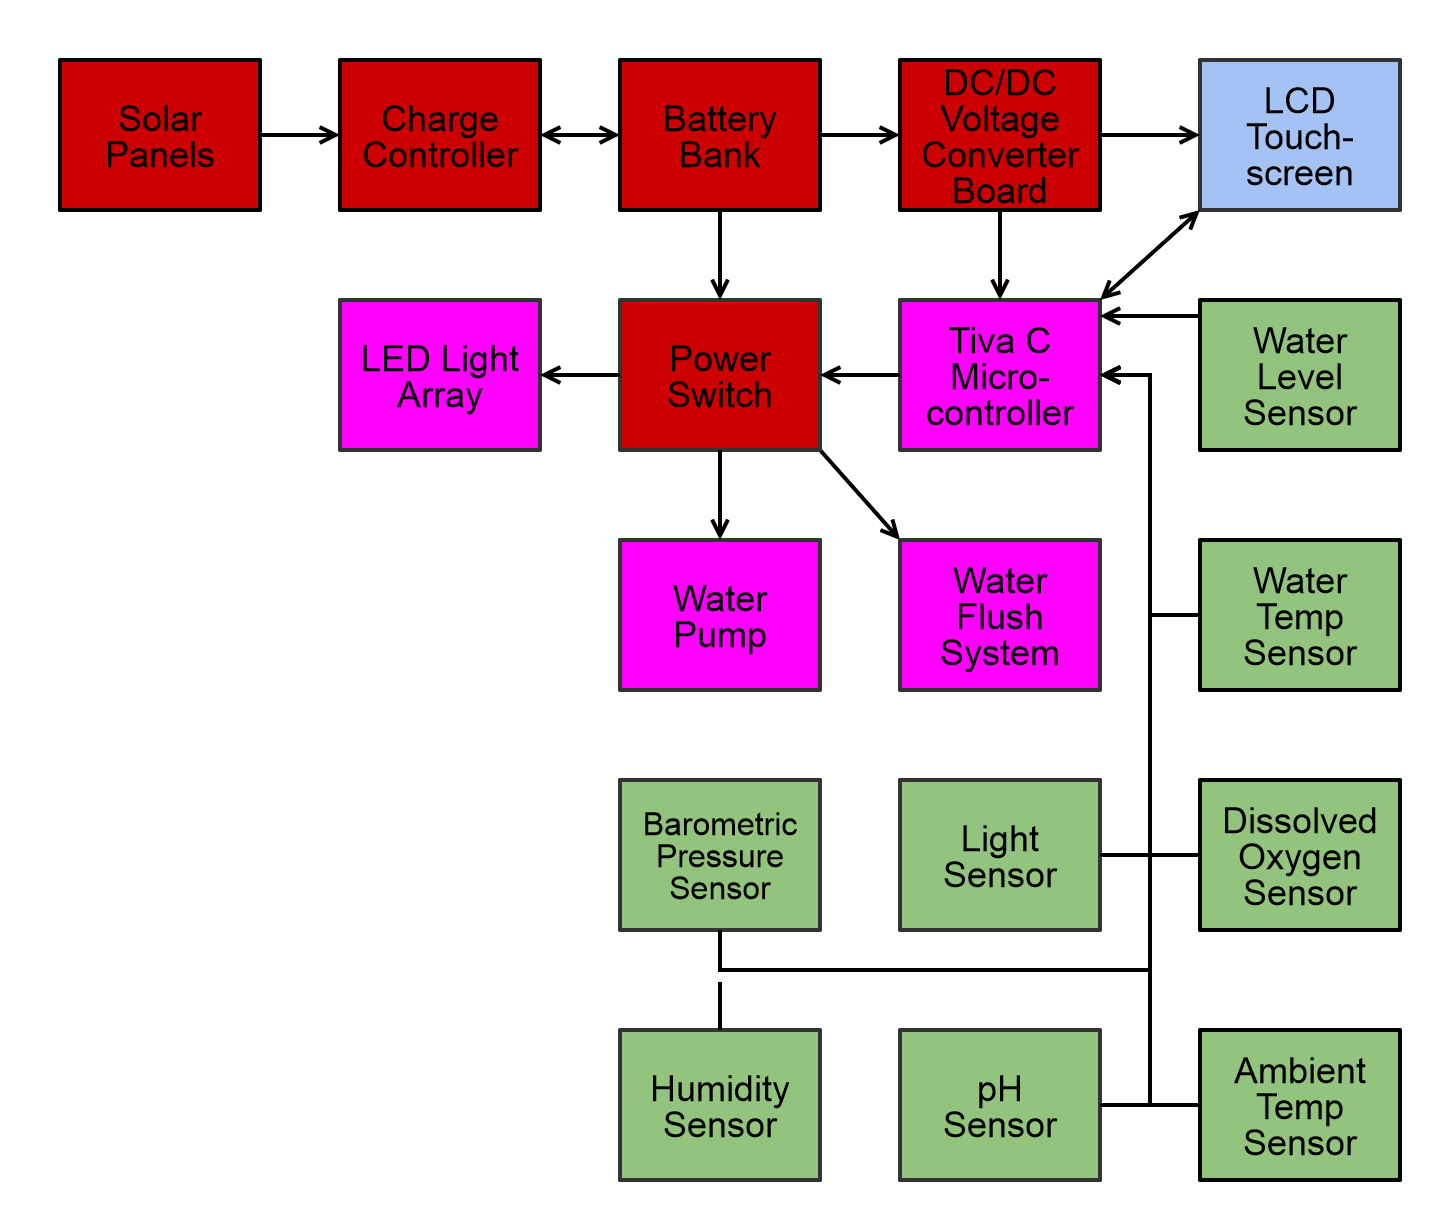 Solar
Panels
Charge
Controller
Battery
Bank
DC/DC
Voltage
Converter
Board
LCD
Touch-
screen
LED Light
Array
Power
Switch
Tiva C
Micro-
controller
Water
Level
Sensor
Water
Pump
Water
Flush
System
Water
Temp
Sensor
Barometric
Pressure
Sensor
Light
Sensor
Dissolved
Oxygen
Sensor
Humidity
Sensor
pH
Sensor
Ambient
Temp
Sensor